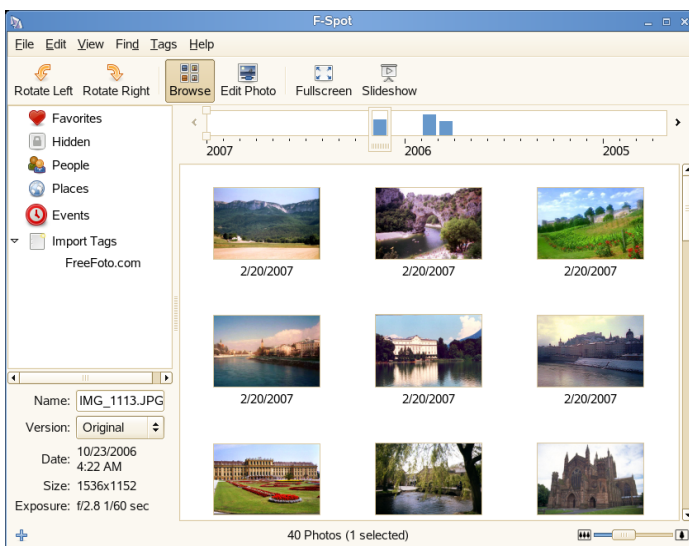 F-Spot
File Edit View Find Tags Help
Rotate Left Rotate Right Browse Edit Photo Fullscreen Slideshow
Favorites
Hidden
People
Places
Events
Import Tags
FreeFoto.com
2007 2006 2005
2/20/2007 2/20/2007 2/20/2007
2/20/2007 2/20/2007 2/20/2007
Name: IMG_1113.JPG
Version: Original
Date: 10/23/2006
4:22 AM
Size: 1536x1152
Exposure: f/2.8 1/60 sec
40 Photos (1 selected)